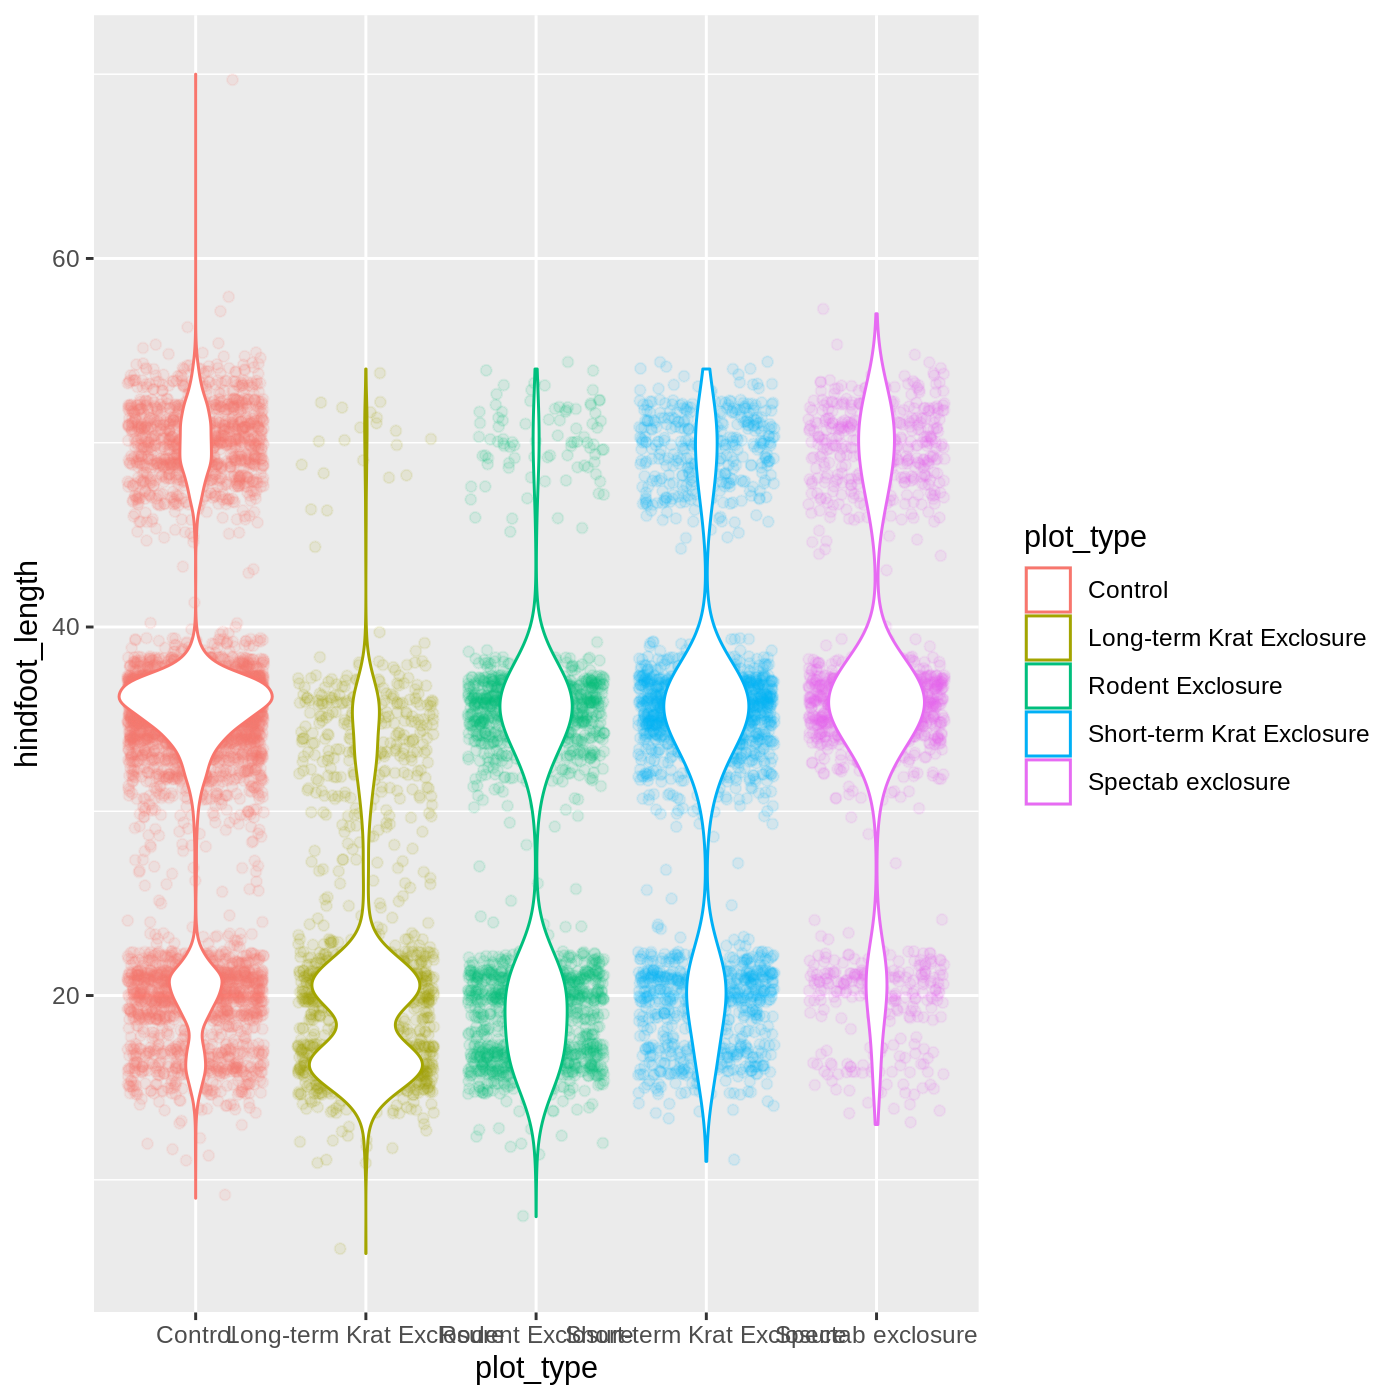 60
40
20
hindfoot_length
Control
Long-term Krat Exclosure
Rodent Exclosure
Short-term Krat Exclosure
Spectab exclosure
plot_type
plot_type
Control
Long-term Krat Exclosure
Rodent Exclosure
Short-term Krat Exclosure
Spectab exclosure